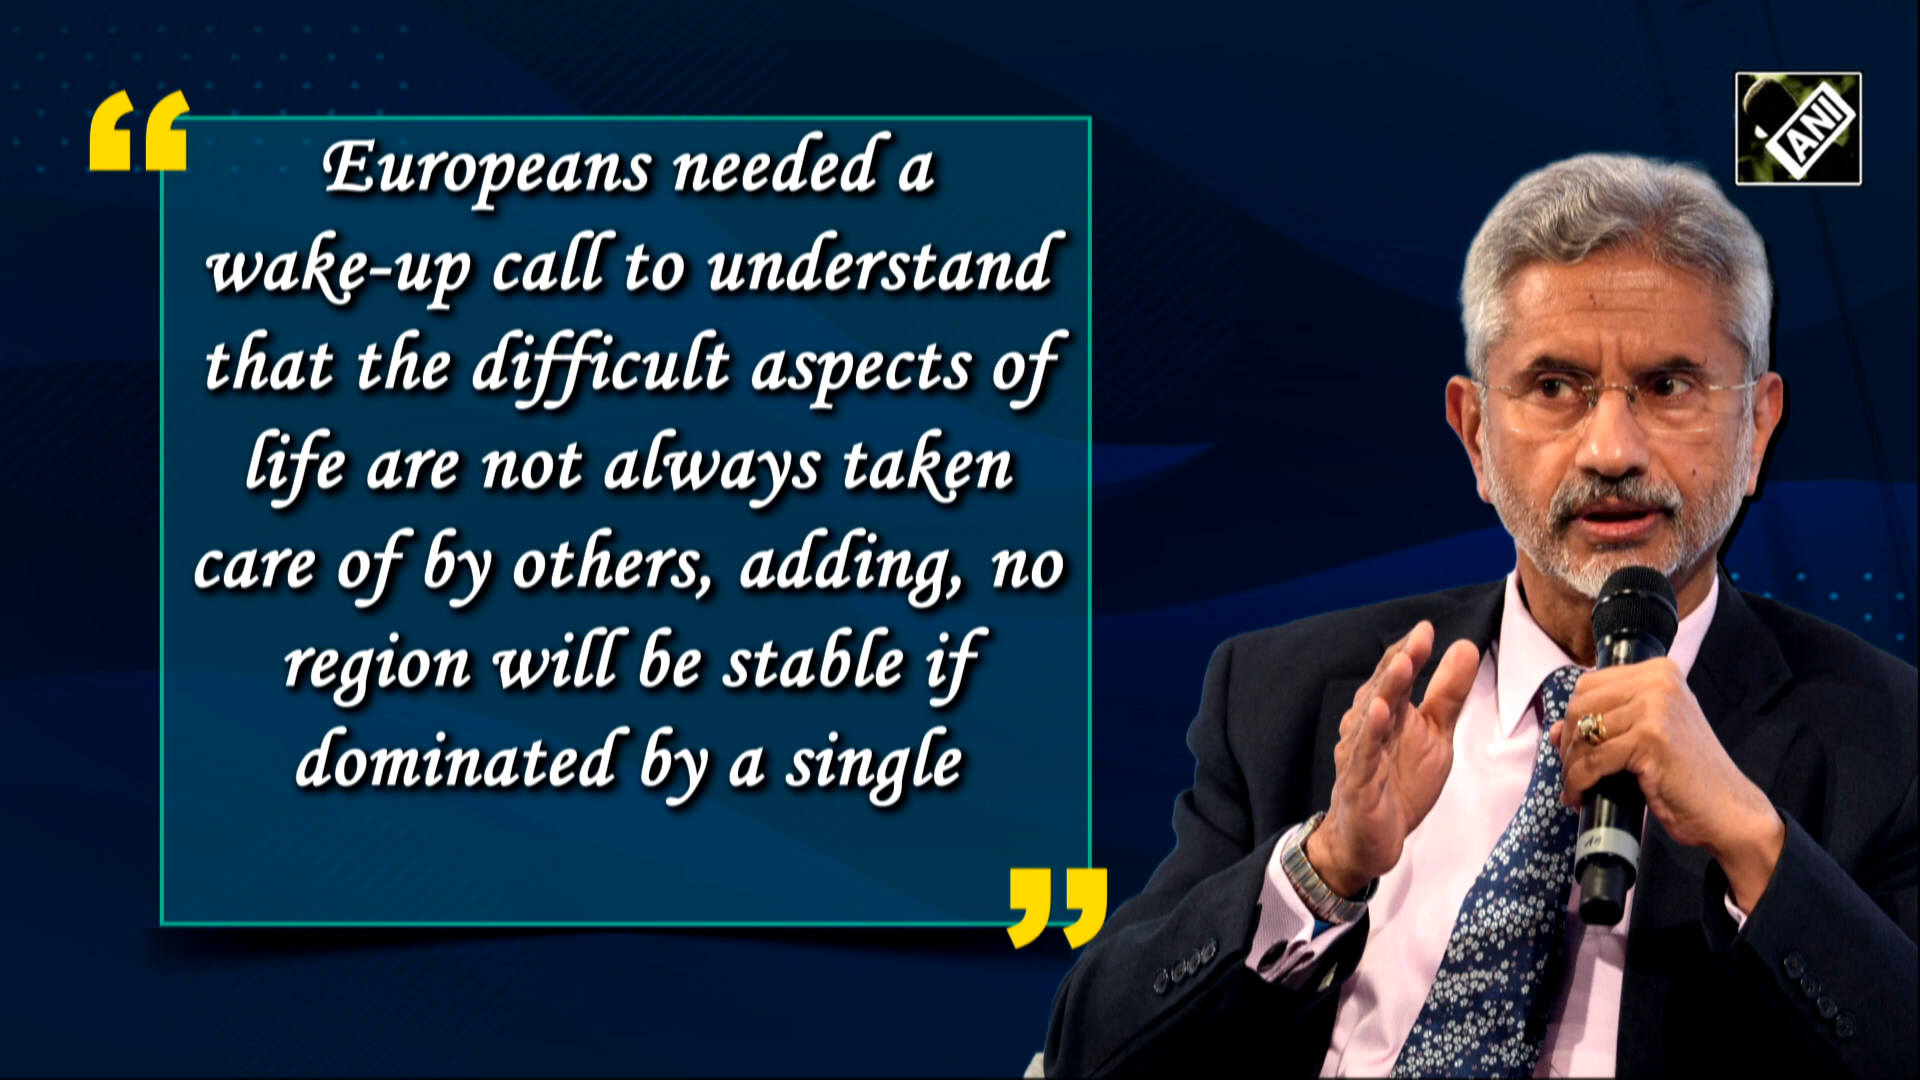 Europeans needed a
wake-up call to understand
that the difficult aspects of
life are not always taken
care of by others, adding, no
region will be stable if
dominated by a single
ANI